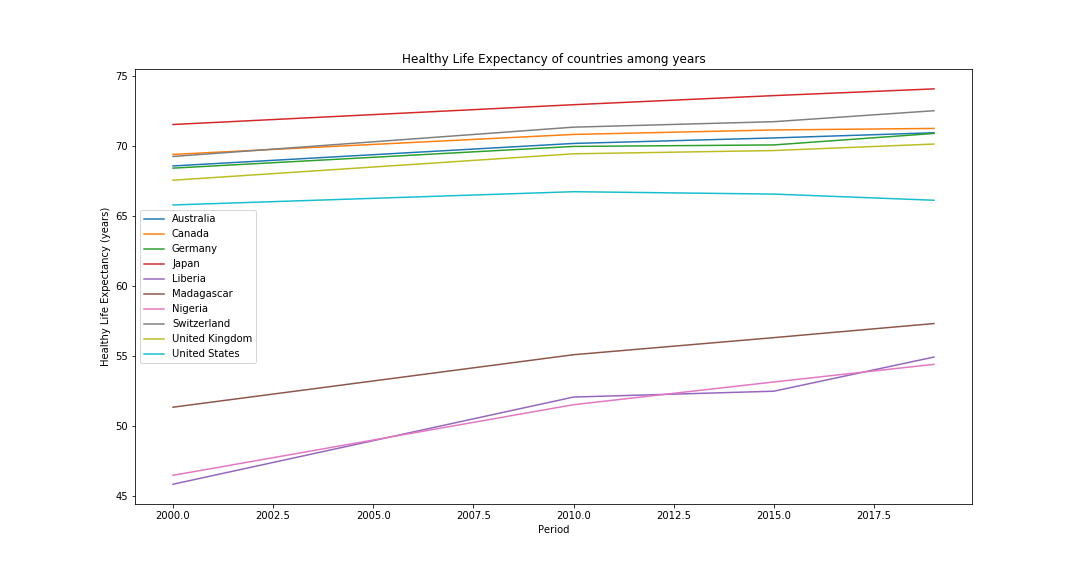 Healthy Life Expectancy of countries among years
75
70
65
60
55
50
45
Healthy Life Expectancy (years)
Australia
Canada
Germany
Japan
Liberia
Madagascar
Nigeria
Switzerland
United Kingdom
United States
2000.0 2002.5 2005.0 2007.5 2010.0 2012.5 2015.0 2017.5
Period